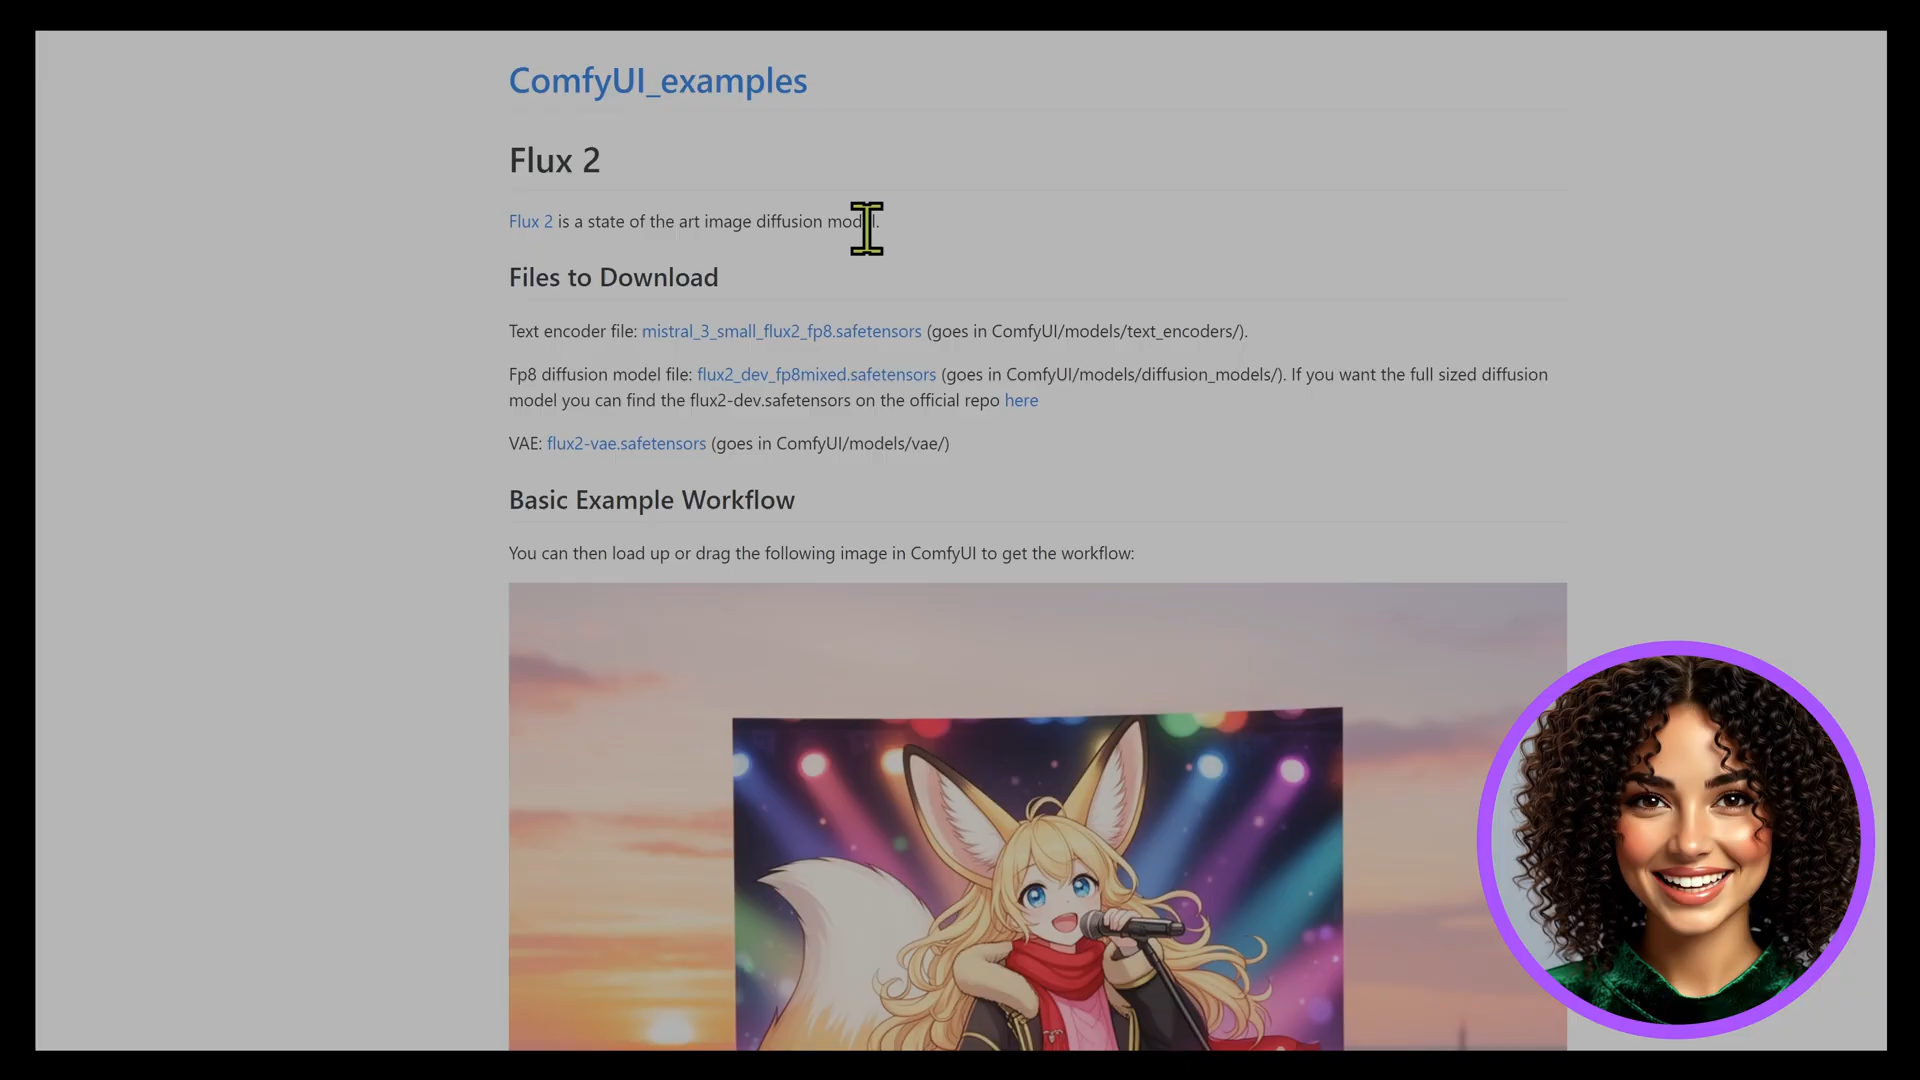 ComfyUI_examples
Flux 2
Flux 2 is a state of the art image diffusion model.
Files to Download
Text encoder file: mistral_3_small_flux2_fp8.safetensors (goes in ComfyUI/models/text_encoders/).
Fp8 diffusion model file: flux2_dev_fp8mixed.safetensors (goes in ComfyUI/models/diffusion_models/). If you want the full sized diffusion
model you can find the flux2-dev.safetensors on the official repo here
VAE: flux2-vae.safetensors (goes in ComfyUI/models/vae/)
Basic Example Workflow
You can then load up or drag the following image in ComfyUI to get the workflow: